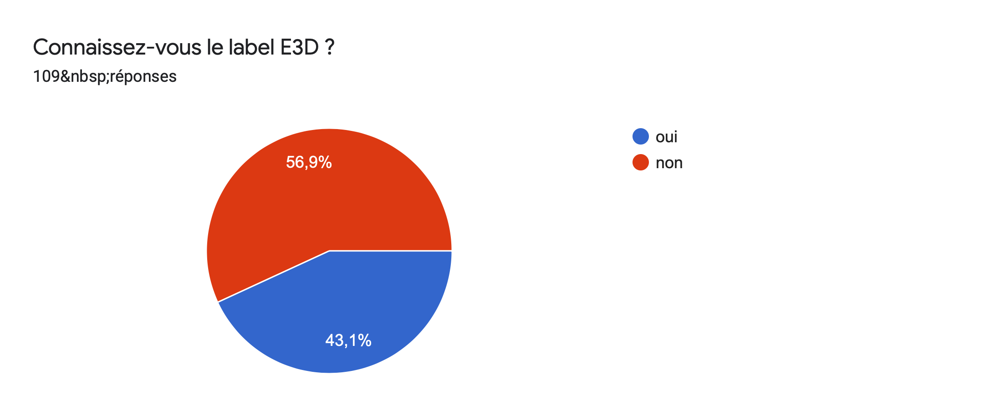 Connaissez-vous le label E3D ?
109&nbsp;réponses
oui
non
56,9%
43,1%